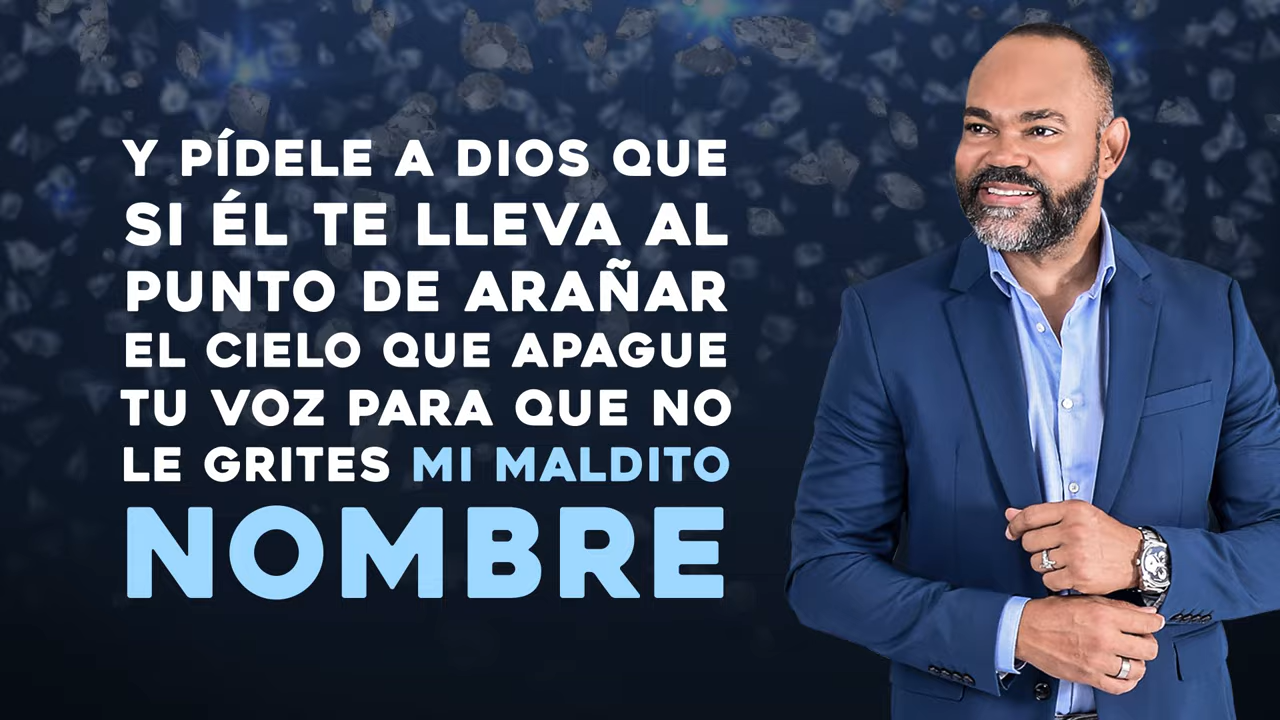 Y PÍDELE A DIOS QUE
SI ÉL TE LLEVA AL
PUNTO DE ARAÑAR
EL CIELO QUE APAGUE
TU VOZ PARA QUE NO
LE GRITES MI MALDITO
NOMBRE